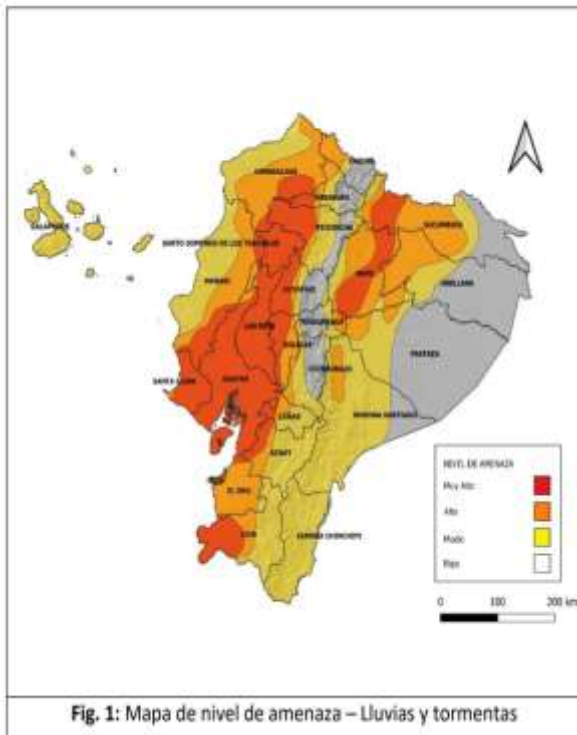 CARCHI
ESMERALDAS
IMBABURA
PICHINCHA
SUCUMBIOS
GALAPAGOS
SANTO DOMINGO DE LOS TSACHILAS
NAPO
ORELLANA
MANABI
COTOPAXI
TUNGURAHUA
LOS RIOS
PASTAZA
BOLIVAR
CHIMBORAZO
SANTA ELENA
GUAYAS
MORONA SANTIAGO
CAÑAR
AZUAY
EL ORO
LOJA
ZAMORA CHINCHIPE
NIVEL DE AMENAZA
Muy Alto
Alto
Medio
Bajo
0 100 200 km
Fig. 1: Mapa de nivel de amenaza – Lluvias y tormentas